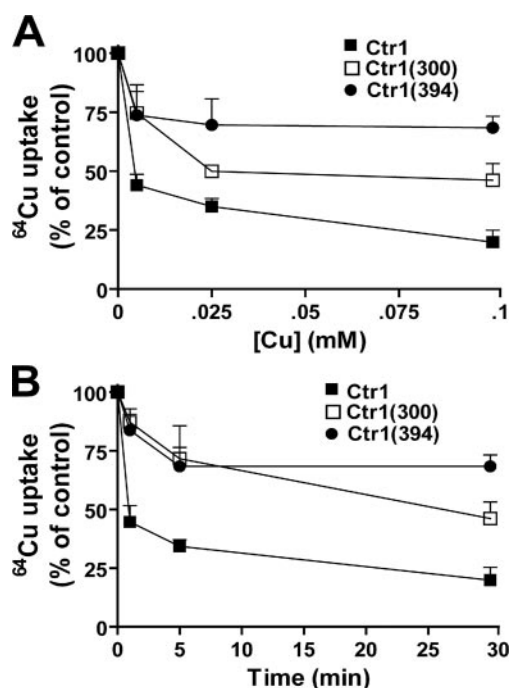 A
100
75
50
25
0
⁶⁴Cu uptake
(% of control)
Ctr1
Ctr1(300)
Ctr1(394)
0 .025 .05 .075 .1
[Cu] (mM)
B
100
75
50
25
0
⁶⁴Cu uptake
(% of control)
Ctr1
Ctr1(300)
Ctr1(394)
0 5 10 15 20 25 30
Time (min)